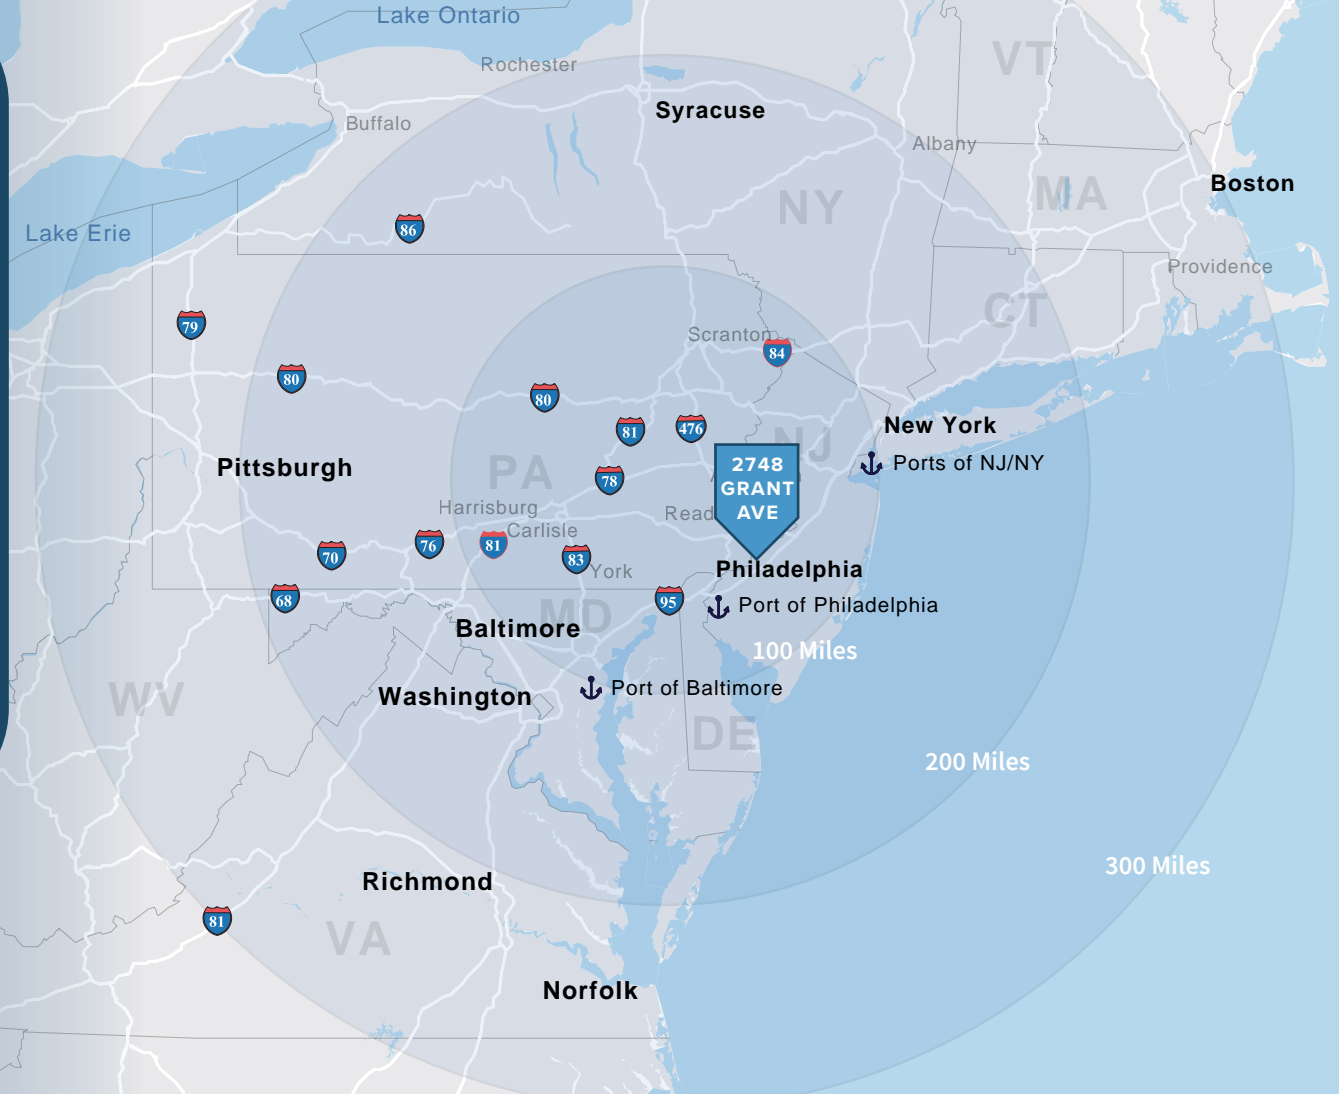 Lake Ontario
VT
Rochester
Syracuse
Buffalo
Albany
Boston
MA
NY
86
Lake Erie
Providence
CT
79
Scranton
84
80
80
New York
81
476
NJ
Ports of NJ/NY
2748
GRANT
AVE
Pittsburgh
PA
78
Harrisburg
Read
Carlisle
76
81
70
83
York
Philadelphia
68
95
Port of Philadelphia
MD
Baltimore
100 Miles
Port of Baltimore
Washington
WV
DE
200 Miles
300 Miles
Richmond
81
VA
Norfolk